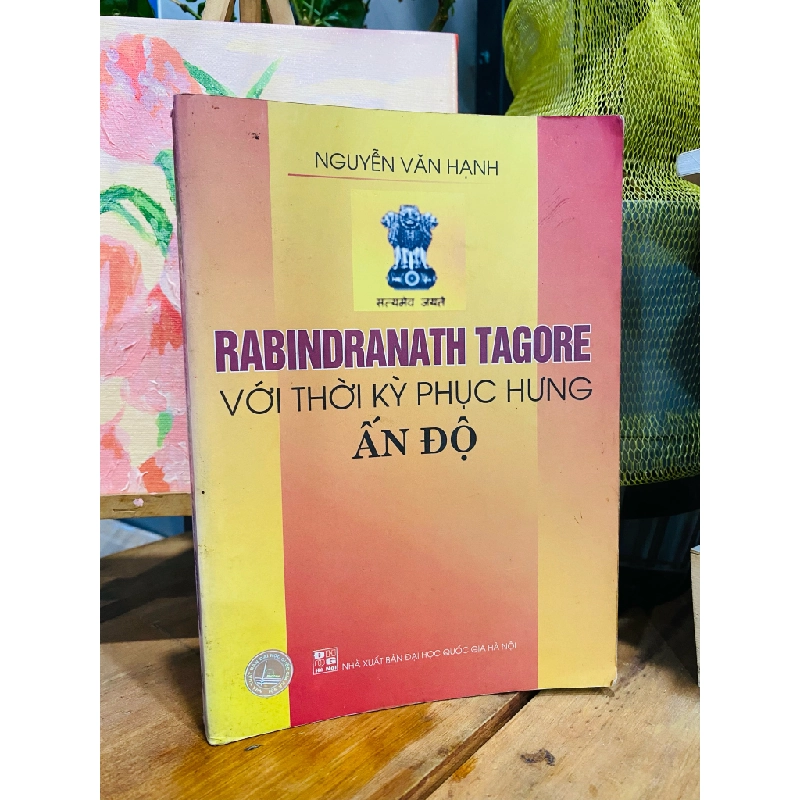 NGUYỄN VĂN HẠNH
सत्यमेव जयते
RABINDRANATH TAGORE
VỚI THỜI KỲ PHỤC HƯNG
ẤN ĐỘ
NHÀ XUẤT BẢN ĐẠI HỌC QUỐC GIA HÀ NỘI